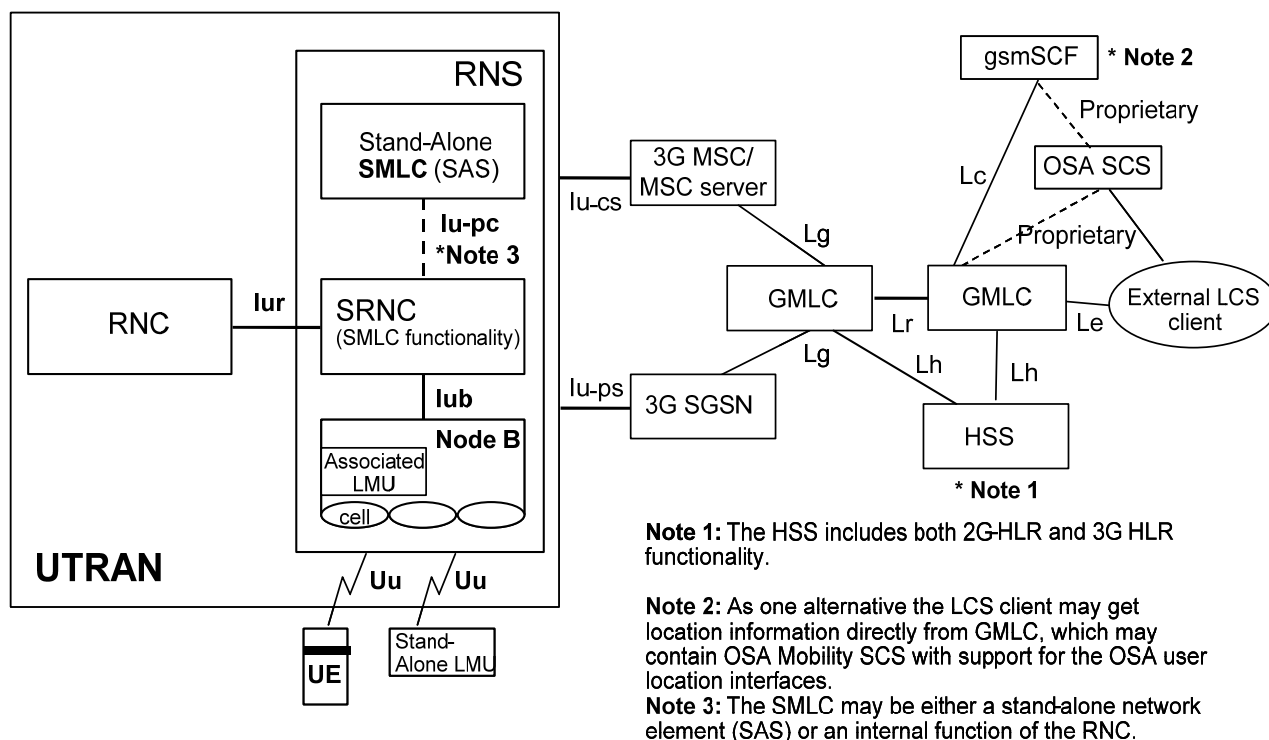 RNS
Stand-Alone
SMLC (SAS)
Iu-pc
*Note 3
RNC
Iur
SRNC
(SMLC functionality)
Iub
Node B
Associated
LMU
cell
UTRAN
Uu
Uu
UE
Stand-
Alone LMU
Iu-cs
3G MSC/
MSC server
Lg
GMLC
Lr
Lg
Iu-ps
3G SGSN
Lh
gsmSCF
* Note 2
Proprietary
OSA SCS
Lc
Proprietary
GMLC
Le
External LCS
client
Lh
HSS
* Note 1
Note 1: The HSS includes both 2G-HLR and 3G HLR
functionality.
Note 2: As one alternative the LCS client may get
location information directly from GMLC, which may
contain OSA Mobility SCS with support for the OSA user
location interfaces.
Note 3: The SMLC may be either a stand-alone network
element (SAS) or an internal function of the RNC.